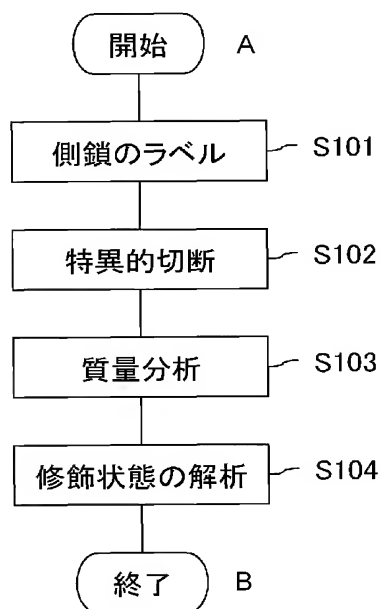 開始 A
側鎖のラベル S101
特異的切断 S102
質量分析 S103
修飾状態の解析 S104
終了 B